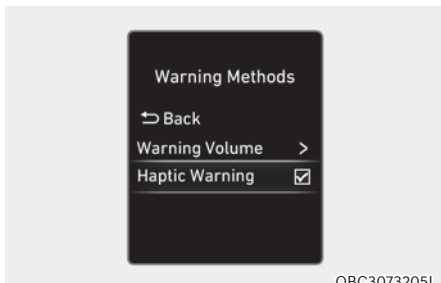 Warning Methods
Back
Warning Volume >
Haptic Warning
OBC3073205L